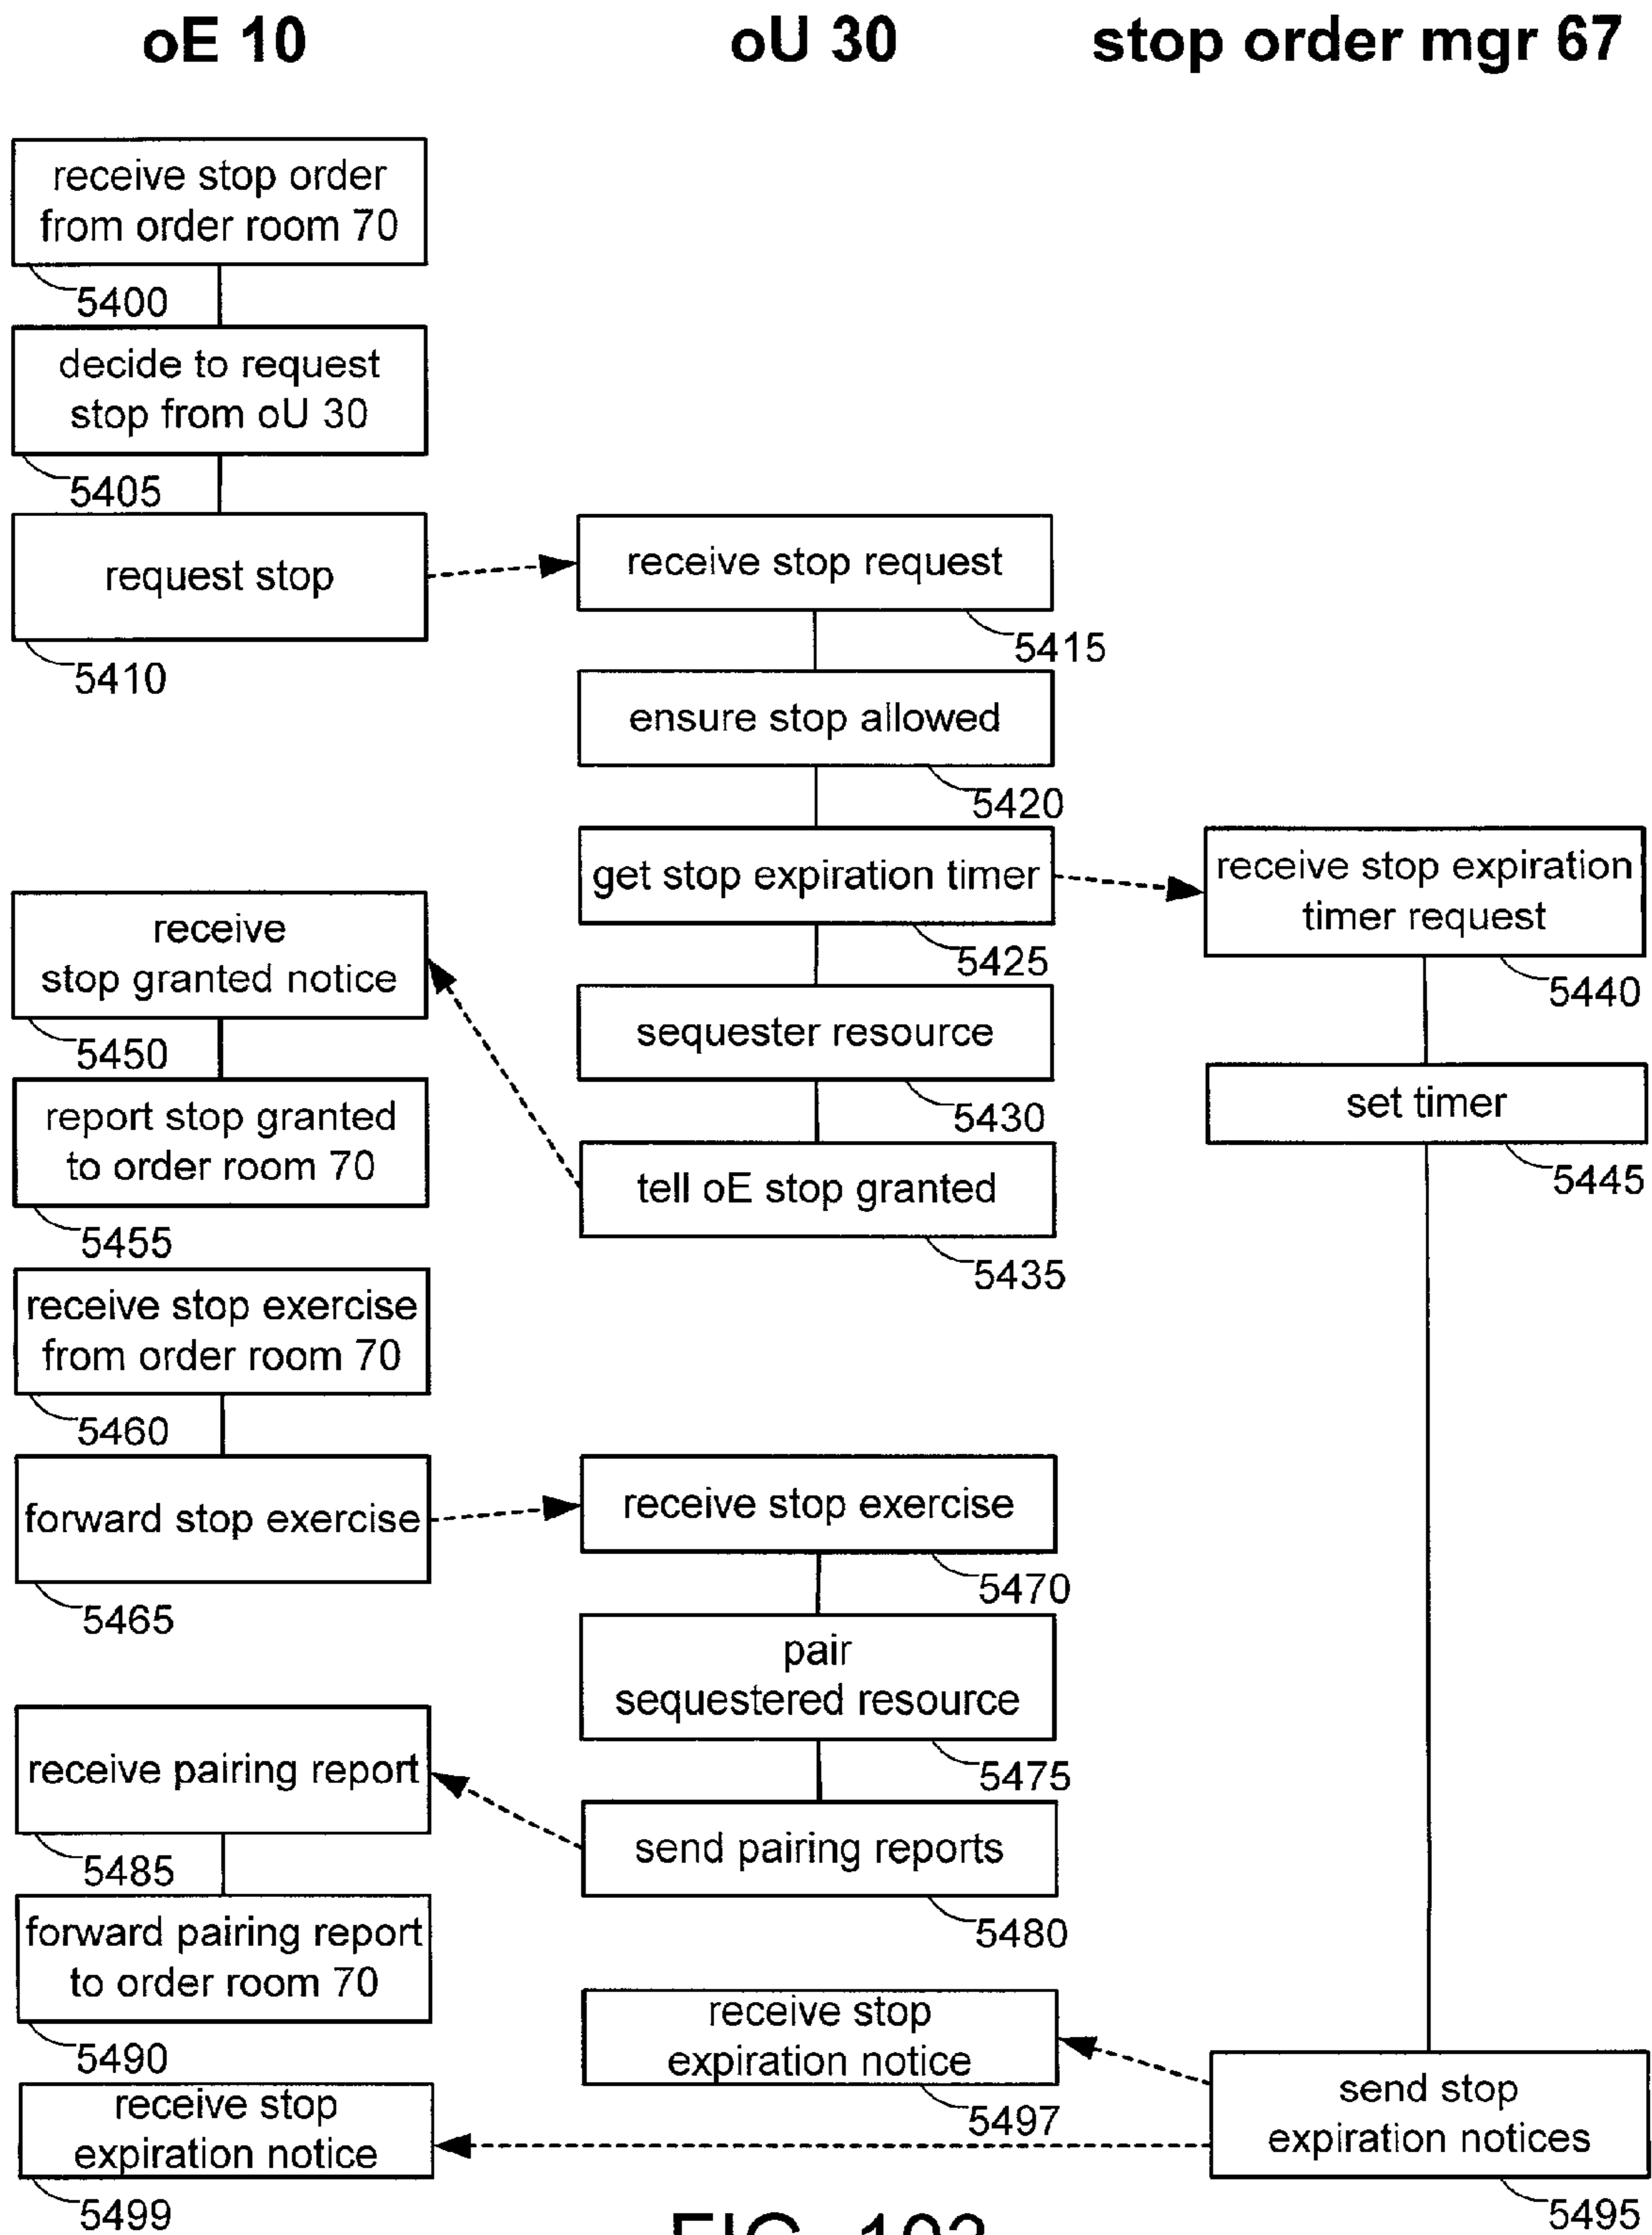 oE 10
oU 30
stop order mgr 67
receive stop order
from order room 70
5400
decide to request
stop from oU 30
5405
request stop
5410
receive stop request
5415
ensure stop allowed
5420
get stop expiration timer
5425
receive stop expiration
timer request
5440
sequester resource
5430
set timer
5445
tell oE stop granted
5435
receive
stop granted notice
5450
report stop granted
to order room 70
5455
receive stop exercise
from order room 70
5460
forward stop exercise
5465
receive stop exercise
5470
pair
sequestered resource
5475
send pairing reports
5480
receive pairing report
5485
forward pairing report
to order room 70
5490
send stop
expiration notices
5495
receive stop
expiration notice
5497
receive stop
expiration notice
5499
FIG. 103